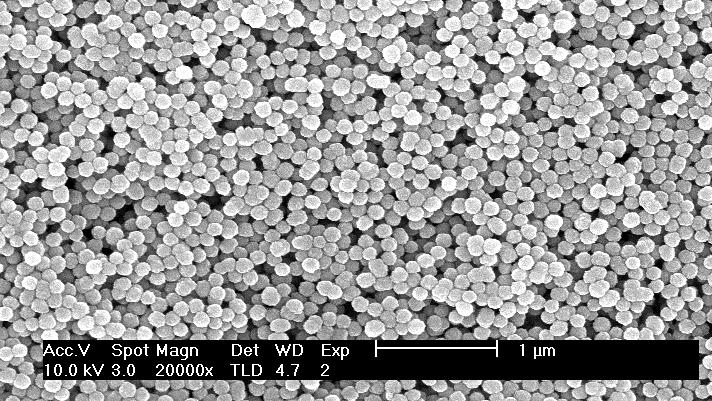 Acc.V Spot Magn Det WD Exp 1 µm
10.0 kV 3.0 20000x TLD 4.7 2